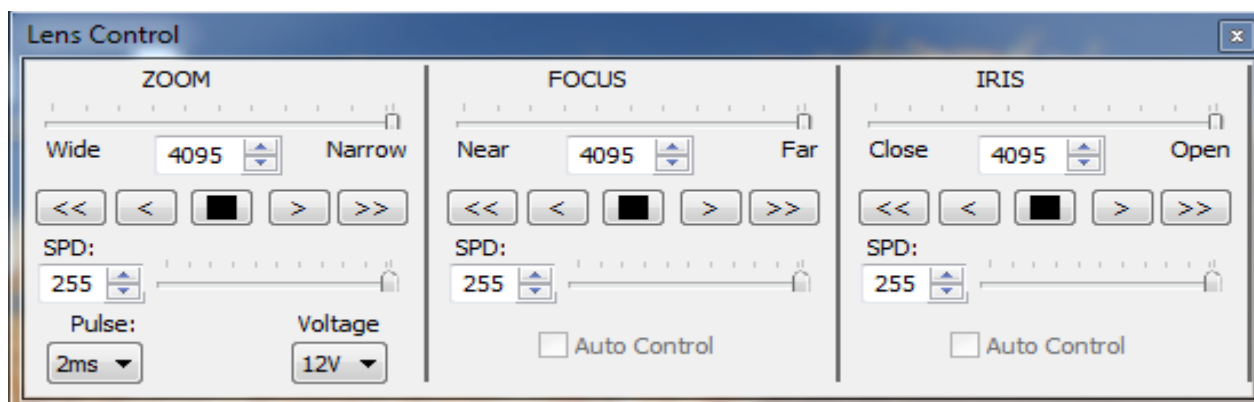 Lens Control
x
ZOOM FOCUS IRIS
Wide 4095 Narrow Near 4095 Far Close 4095 Open
<< < > >> << < > >> << < > >>
SPD: SPD: SPD:
255 255 255
Pulse: Voltage
2ms 12V Auto Control Auto Control